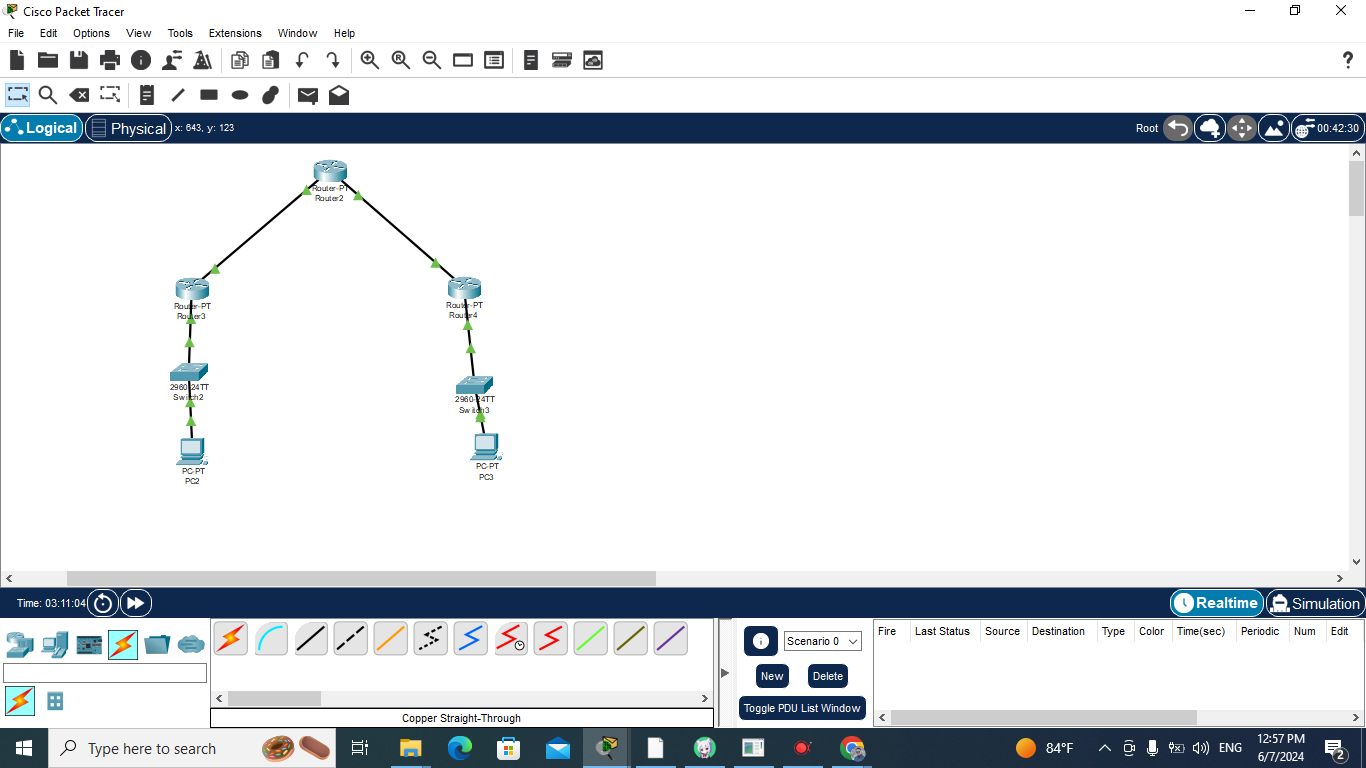 Cisco Packet Tracer
File Edit Options View Tools Extensions Window Help
Logical Physical x: 643, y: 123 Root 00:42:30
Router-PT
Router2
Router-PT
Router3
Router-PT
Router4
2960-24TT
Switch2
2960-24TT
Switch3
PC-PT
PC2
PC-PT
PC3
Time: 03:11:04 Realtime Simulation
Scenario 0
New Delete
Toggle PDU List Window
Fire Last Status Source Destination Type Color Time(sec) Periodic Num Edit
Copper Straight-Through
Type here to search
84°F ENG
12:57 PM
6/7/2024
2